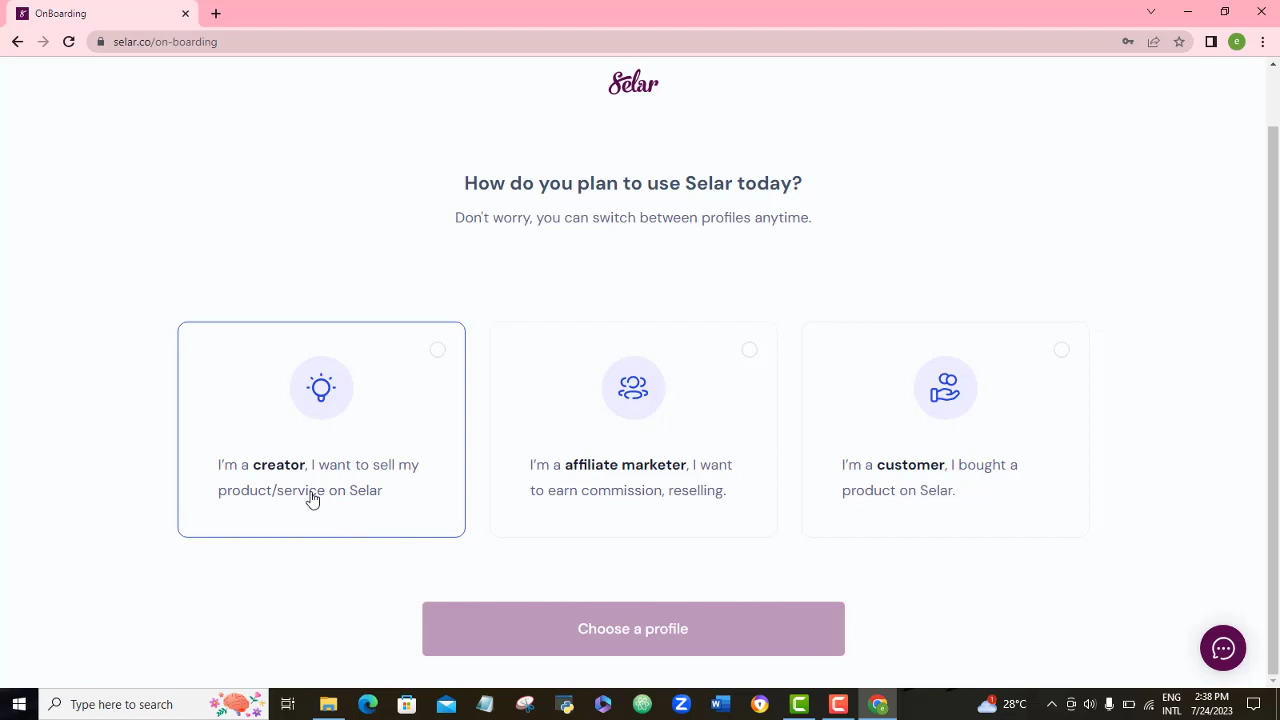 OnBoarding
selar.co/on-boarding
e
Selar
How do you plan to use Selar today?
Don't worry, you can switch between profiles anytime.
I'm a creator, I want to sell my
product/service on Selar
I'm a affiliate marketer, I want
to earn commission, reselling.
I'm a customer, I bought a
product on Selar.
Choose a profile
Type here to search
1
28°C
ENG
INTL
2:38 PM
7/24/2023